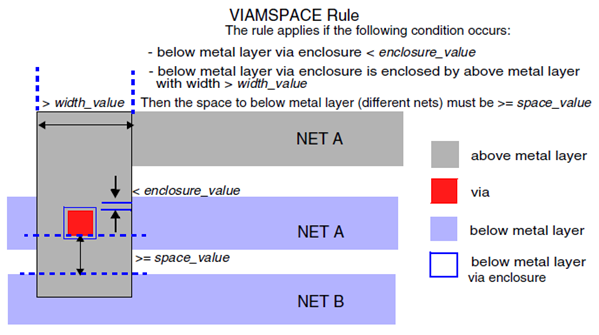 VIAMSPACE Rule
The rule applies if the following condition occurs:
- below metal layer via enclosure < enclosure_value
- below metal layer via enclosure is enclosed by above metal layer
with width > width_value
> width_value
Then the space to below metal layer (different nets) must be >= space_value
NET A
above metal layer
< enclosure_value
via
NET A
below metal layer
>= space_value
below metal layer
via enclosure
NET B